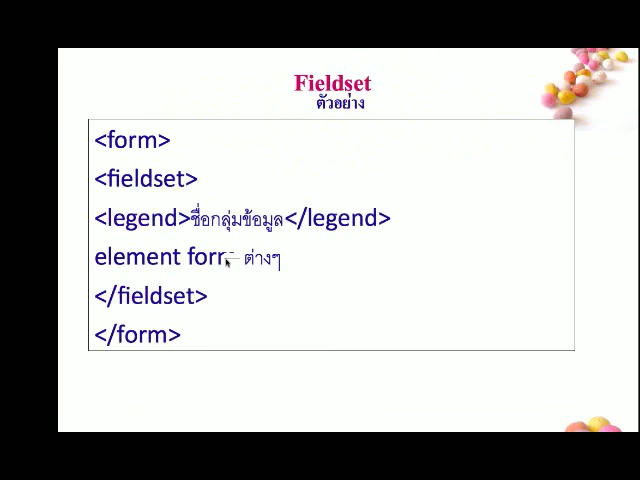 Fieldset
ตัวอย่าง
<form>
<fieldset>
<legend>ชื่อกลุ่มข้อมูล</legend>
element form ต่างๆ
</fieldset>
</form>